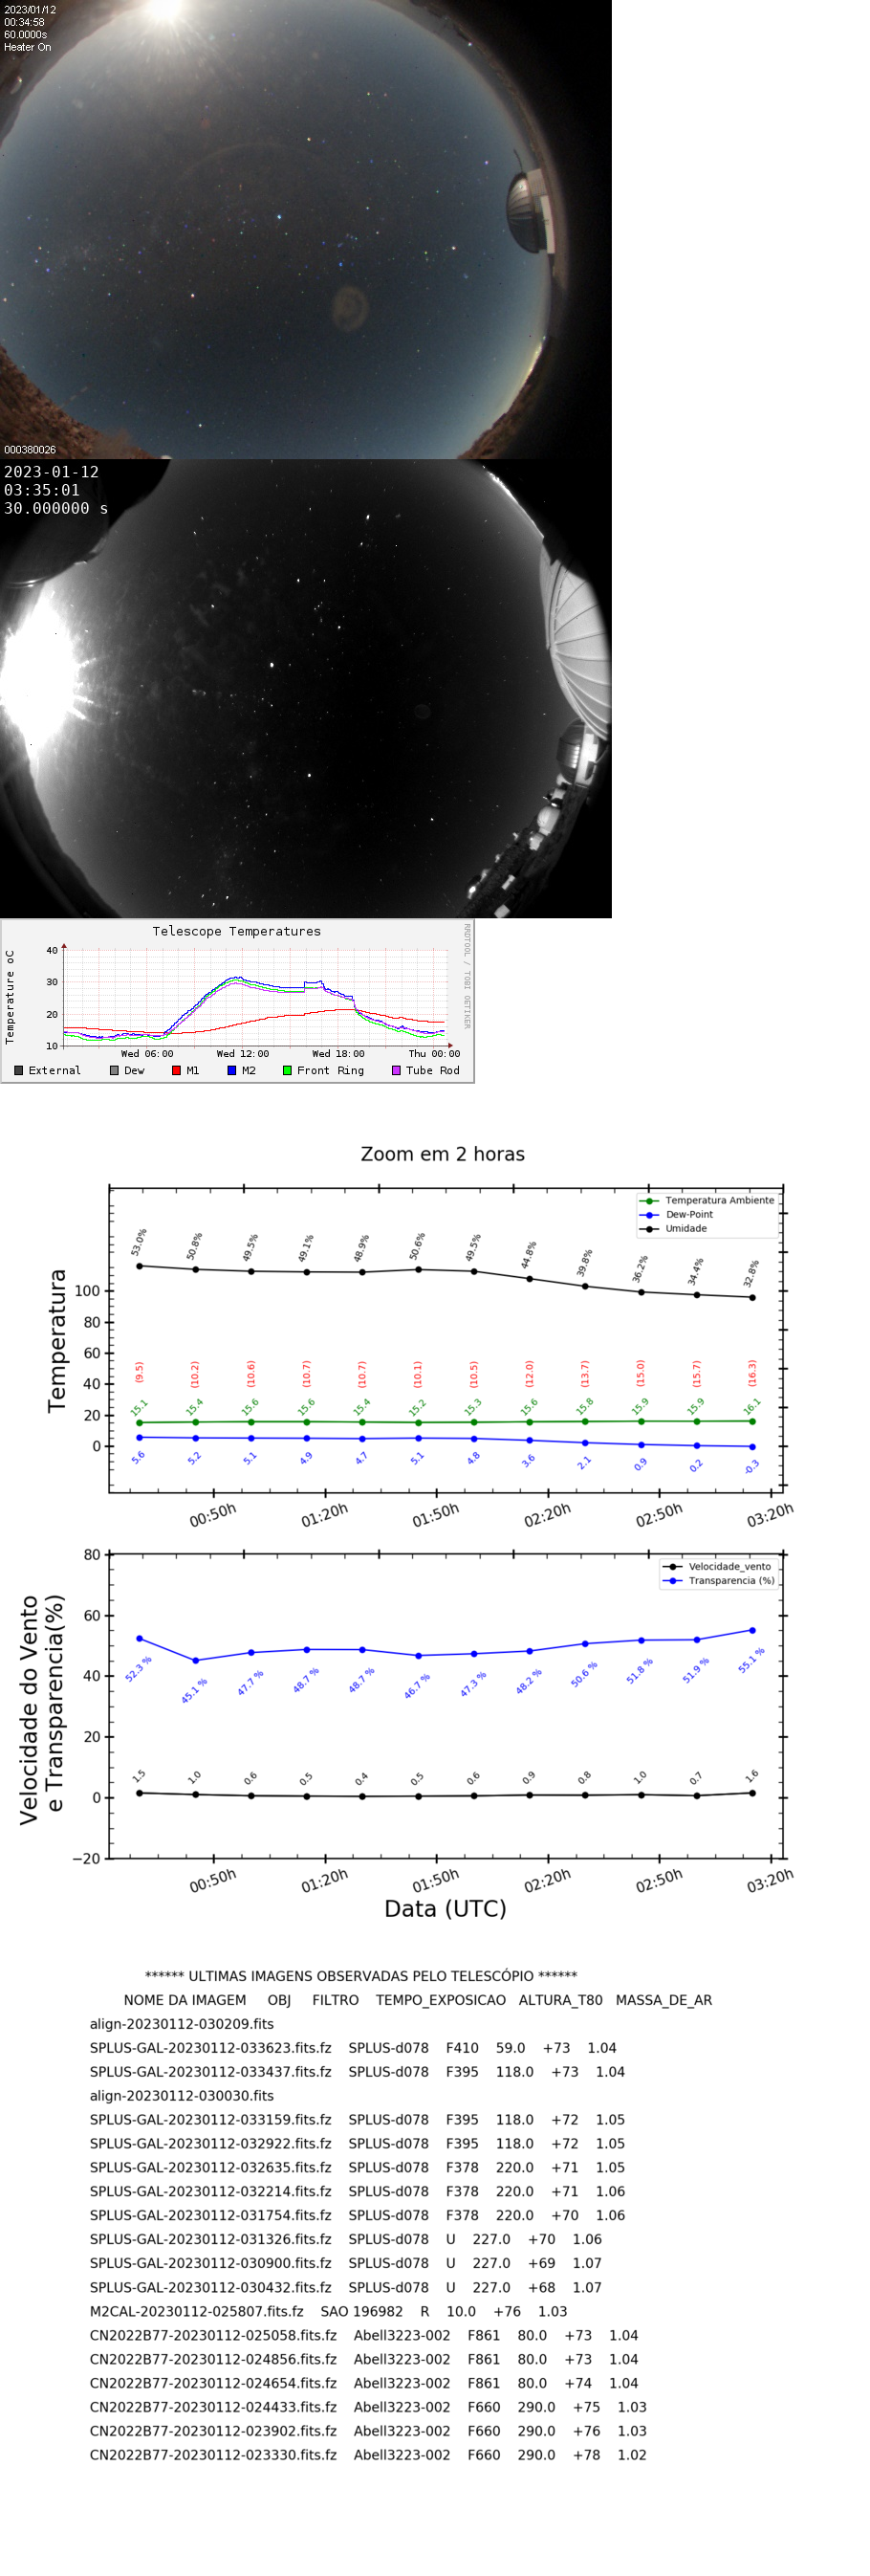 2023/01/12
00:34:58
60.0000s
Heater On
000380026
2023-01-12
03:35:01
30.000000 s
Telescope Temperatures
RRDTOOL / TOBI OETIKER
Temperature oC
40
30
20
10
Wed 06:00 Wed 12:00 Wed 18:00 Thu 00:00
External Dew M1 M2 Front Ring Tube Rod
Zoom em 2 horas
Temperatura Ambiente
Dew-Point
Umidade
Temperatura
100
80
60
40
20
0
53.0% 50.8% 49.5% 49.1% 48.9% 50.6% 49.5% 44.8% 39.8% 36.2% 34.4% 32.8%
(9.5) (10.2) (10.6) (10.7) (10.7) (10.1) (10.5) (12.0) (13.7) (15.0) (15.7) (16.3)
15.1 15.4 15.6 15.6 15.4 15.2 15.3 15.6 15.8 15.9 15.9 16.1
5.6 5.2 5.1 4.9 4.7 5.1 4.8 3.6 2.1 0.9 0.2 -0.3
00:50h 01:20h 01:50h 02:20h 02:50h 03:20h
Velocidade_vento
Transparencia (%)
Velocidade do Vento
e Transparencia(%)
80
60
40
20
0
−20
52.3 % 45.1 % 47.7 % 48.7 % 48.7 % 46.7 % 47.3 % 48.2 % 50.6 % 51.8 % 51.9 % 55.1 %
1.5 1.0 0.6 0.5 0.4 0.5 0.6 0.9 0.8 1.0 0.7 1.6
00:50h 01:20h 01:50h 02:20h 02:50h 03:20h
Data (UTC)
****** ULTIMAS IMAGENS OBSERVADAS PELO TELESCÓPIO ******
NOME DA IMAGEM OBJ FILTRO TEMPO_EXPOSICAO ALTURA_T80 MASSA_DE_AR
align-20230112-030209.fits
SPLUS-GAL-20230112-033623.fits.fz SPLUS-d078 F410 59.0 +73 1.04
SPLUS-GAL-20230112-033437.fits.fz SPLUS-d078 F395 118.0 +73 1.04
align-20230112-030030.fits
SPLUS-GAL-20230112-033159.fits.fz SPLUS-d078 F395 118.0 +72 1.05
SPLUS-GAL-20230112-032922.fits.fz SPLUS-d078 F395 118.0 +72 1.05
SPLUS-GAL-20230112-032635.fits.fz SPLUS-d078 F378 220.0 +71 1.05
SPLUS-GAL-20230112-032214.fits.fz SPLUS-d078 F378 220.0 +71 1.06
SPLUS-GAL-20230112-031754.fits.fz SPLUS-d078 F378 220.0 +70 1.06
SPLUS-GAL-20230112-031326.fits.fz SPLUS-d078 U 227.0 +70 1.06
SPLUS-GAL-20230112-030900.fits.fz SPLUS-d078 U 227.0 +69 1.07
SPLUS-GAL-20230112-030432.fits.fz SPLUS-d078 U 227.0 +68 1.07
M2CAL-20230112-025807.fits.fz SAO 196982 R 10.0 +76 1.03
CN2022B77-20230112-025058.fits.fz Abell3223-002 F861 80.0 +73 1.04
CN2022B77-20230112-024856.fits.fz Abell3223-002 F861 80.0 +73 1.04
CN2022B77-20230112-024654.fits.fz Abell3223-002 F861 80.0 +74 1.04
CN2022B77-20230112-024433.fits.fz Abell3223-002 F660 290.0 +75 1.03
CN2022B77-20230112-023902.fits.fz Abell3223-002 F660 290.0 +76 1.03
CN2022B77-20230112-023330.fits.fz Abell3223-002 F660 290.0 +78 1.02